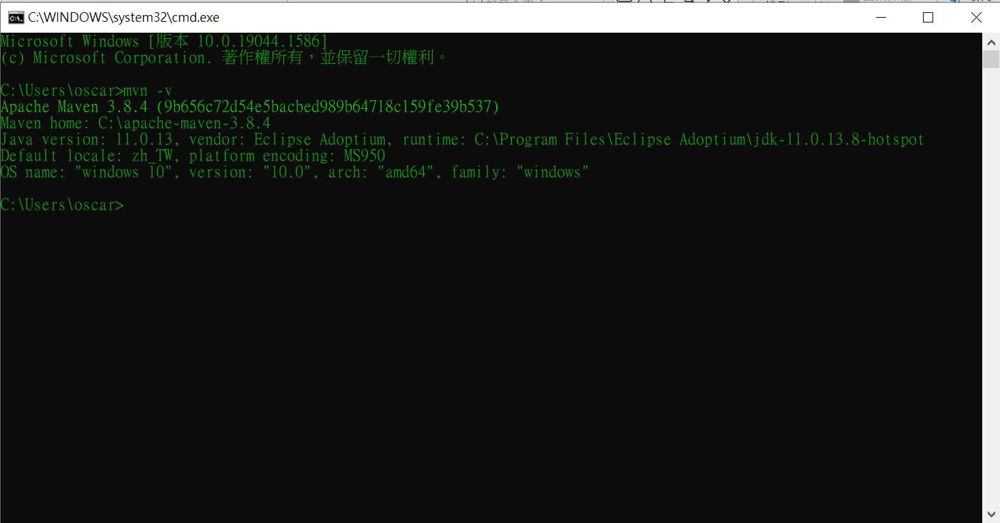 C:\WINDOWS\system32\cmd.exe
Microsoft Windows [版本 10.0.19044.1586]
(c) Microsoft Corporation. 著作權所有，並保留一切權利。
C:\Users\oscar>mvn -v
Apache Maven 3.8.4 (9b656c72d54e5bacbed989b64718c159fe39b537)
Maven home: C:\apache-maven-3.8.4
Java version: 11.0.13, vendor: Eclipse Adoptium, runtime: C:\Program Files\Eclipse Adoptium\jdk-11.0.13.8-hotspot
Default locale: zh_TW, platform encoding: MS950
OS name: "windows 10", version: "10.0", arch: "amd64", family: "windows"
C:\Users\oscar>